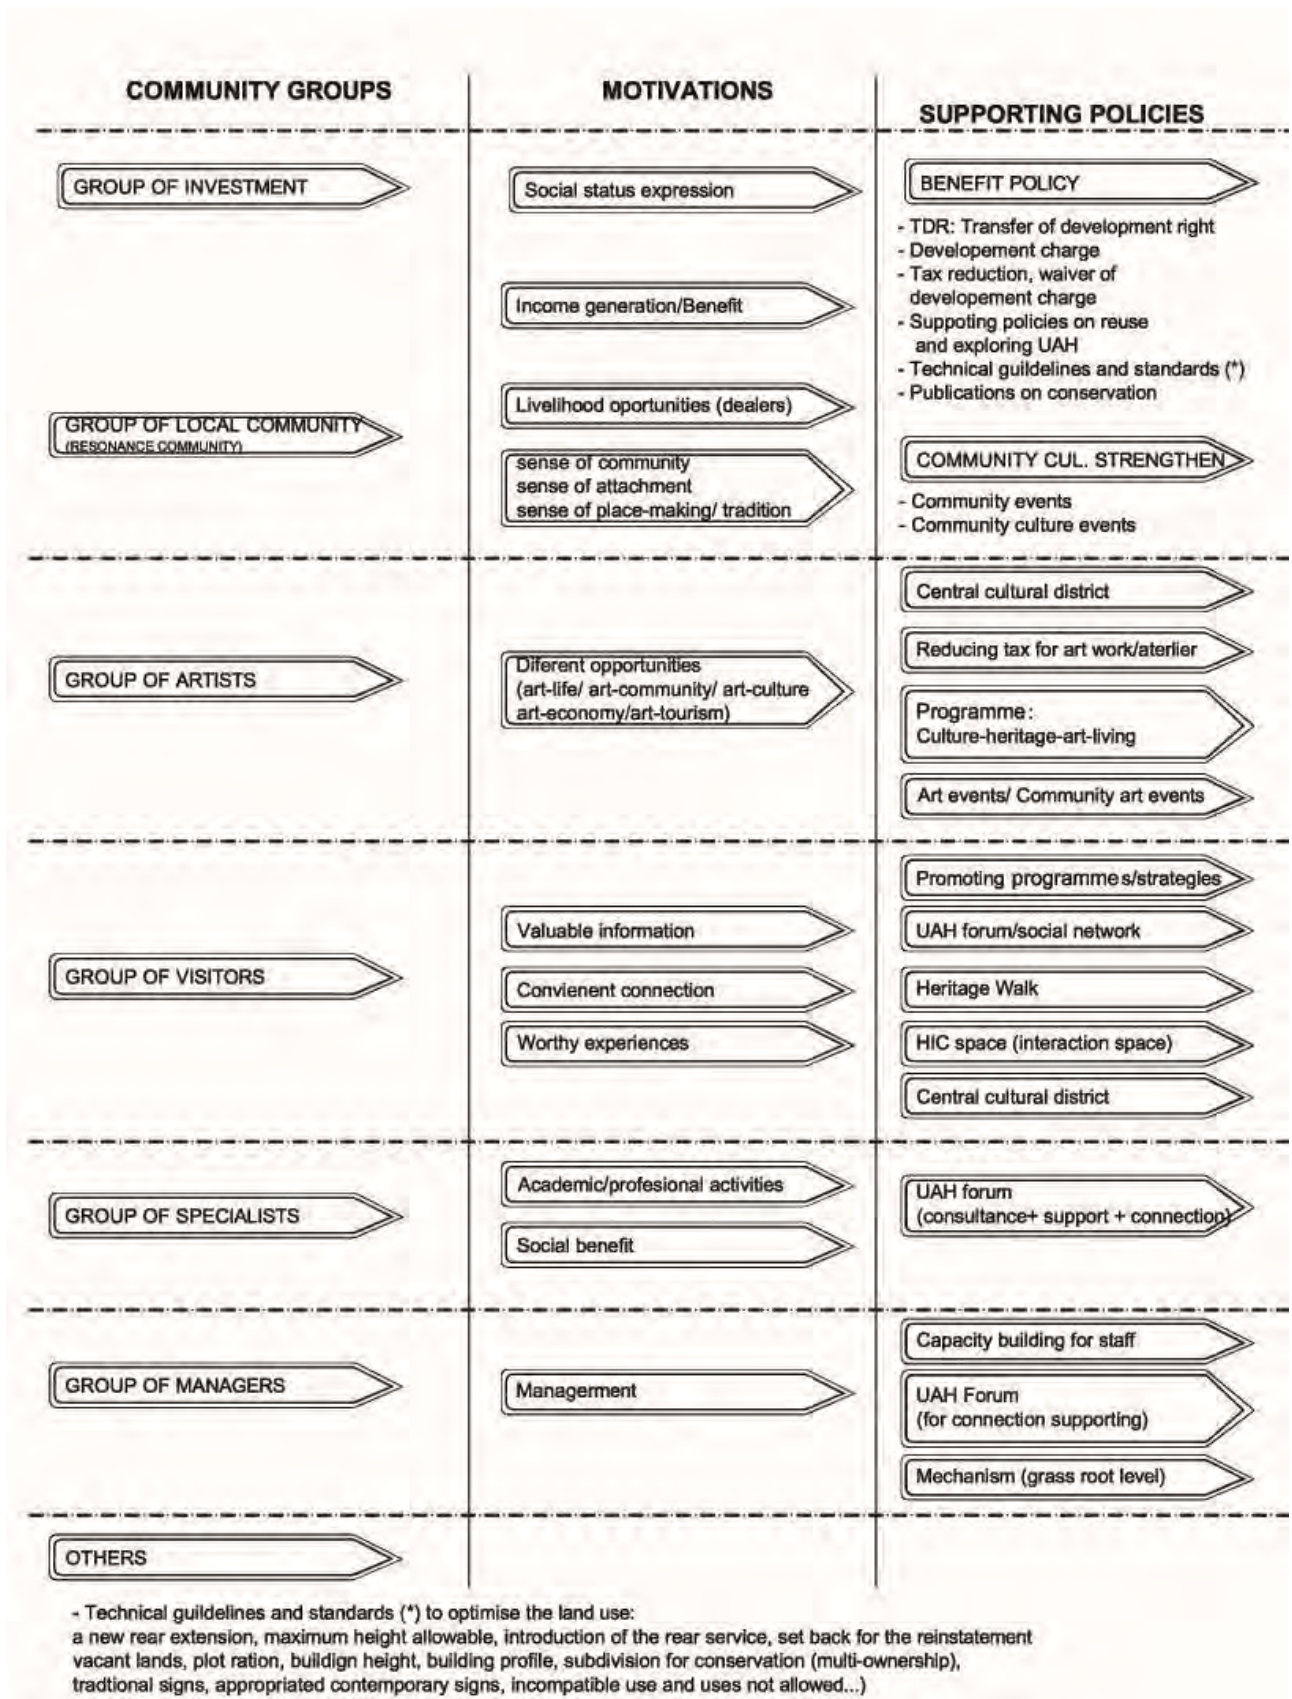 COMMUNITY GROUPS
MOTIVATIONS
SUPPORTING POLICIES
GROUP OF INVESTMENT
Social status expression
BENEFIT POLICY
- TDR: Transfer of development right
- Developement charge
- Tax reduction, waiver of
developement charge
- Suppoting policies on reuse
and exploring UAH
- Technical guildelines and standards (*)
- Publications on conservation
Income generation/Benefit
Livelihood oportunities (dealers)
GROUP OF LOCAL COMMUNITY
(RESONANCE COMMUNITY)
sense of community
sense of attachment
sense of place-making/ tradition
COMMUNITY CUL. STRENGTHEN
- Community events
- Community culture events
GROUP OF ARTISTS
Diferent opportunities
(art-life/ art-community/ art-culture
art-economy/art-tourism)
Central cultural district
Reducing tax for art work/aterlier
Programme:
Culture-heritage-art-living
Art events/ Community art events
GROUP OF VISITORS
Valuable information
Convienent connection
Worthy experiences
Promoting programmes/strategies
UAH forum/social network
Heritage Walk
HIC space (interaction space)
Central cultural district
GROUP OF SPECIALISTS
Academic/profesional activities
Social benefit
UAH forum
(consultance+ support + connection)
GROUP OF MANAGERS
Managerment
Capacity building for staff
UAH Forum
(for connection supporting)
Mechanism (grass root level)
OTHERS
- Technical guildelines and standards (*) to optimise the land use:
a new rear extension, maximum height allowable, introduction of the rear service, set back for the reinstatement
vacant lands, plot ration, buildign height, building profile, subdivision for conservation (multi-ownership),
tradtional signs, appropriated contemporary signs, incompatible use and uses not allowed...)